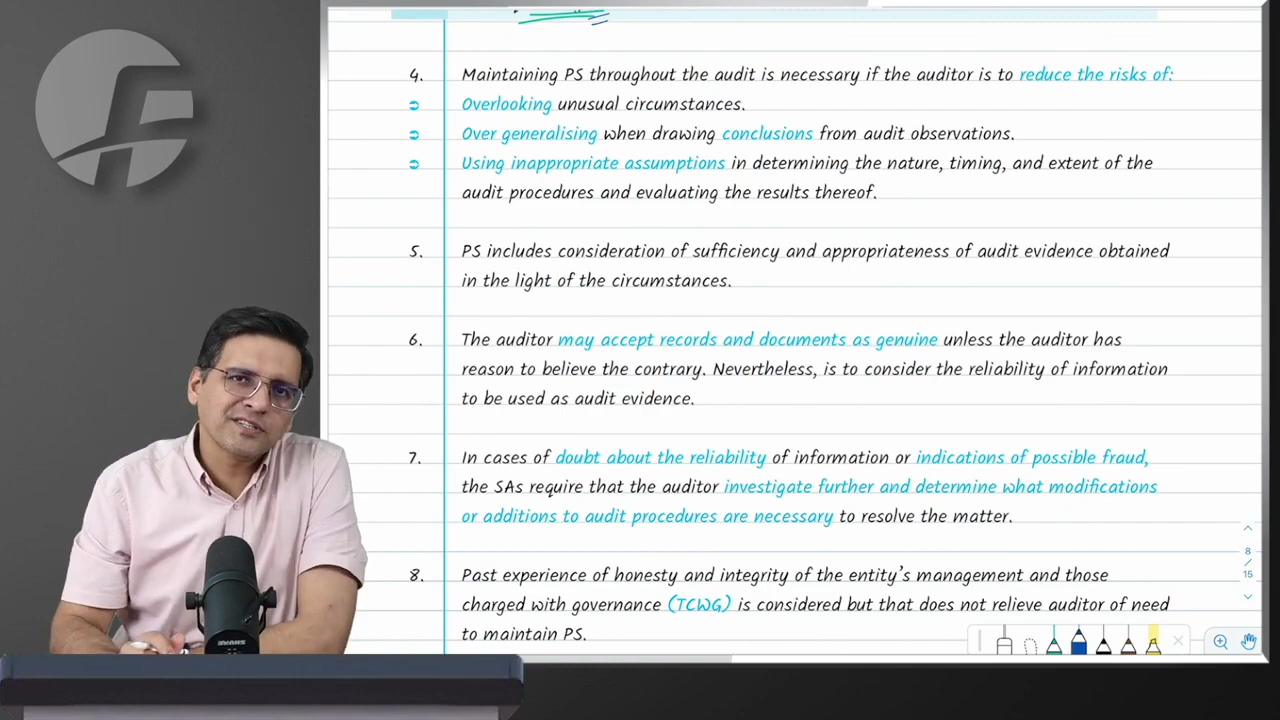 4. Maintaining PS throughout the audit is necessary if the auditor is to reduce the risks of:
Overlooking unusual circumstances.
Over generalising when drawing conclusions from audit observations.
Using inappropriate assumptions in determining the nature, timing, and extent of the
audit procedures and evaluating the results thereof.
5. PS includes consideration of sufficiency and appropriateness of audit evidence obtained
in the light of the circumstances.
6. The auditor may accept records and documents as genuine unless the auditor has
reason to believe the contrary. Nevertheless, is to consider the reliability of information
to be used as audit evidence.
7. In cases of doubt about the reliability of information or indications of possible fraud,
the SAs require that the auditor investigate further and determine what modifications
or additions to audit procedures are necessary to resolve the matter.
8. Past experience of honesty and integrity of the entity's management and those
charged with governance (TCWG) is considered but that does not relieve auditor of need
to maintain PS.
8
/
15
SHURE